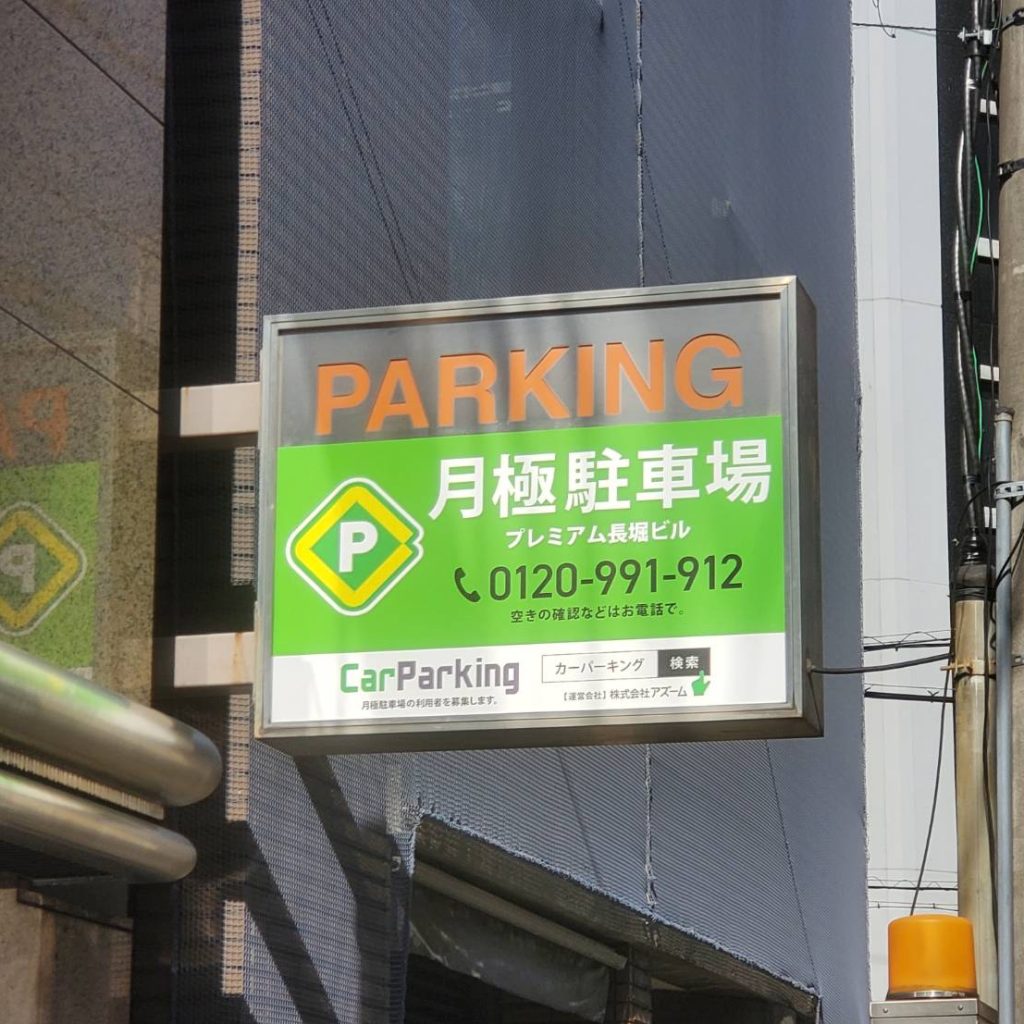 PARKING
P
月極駐車場
プレミアム長堀ビル
0120-991-912
空きの確認などはお電話で。
CarParking
月極駐車場の利用者を募集します。
カーパーキング 検索
【運営会社】株式会社アズーム